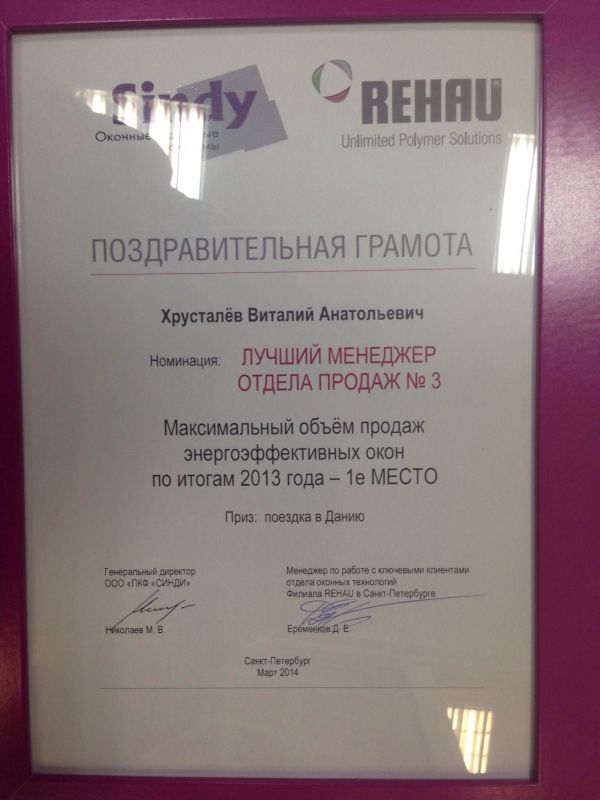 Sindy
Оконные
REHAU
Unlimited Polymer Solutions
ПОЗДРАВИТЕЛЬНАЯ ГРАМОТА
Хрусталёв Виталий Анатольевич
Номинация: ЛУЧШИЙ МЕНЕДЖЕР
ОТДЕЛА ПРОДАЖ № 3
Максимальный объём продаж
энергоэффективных окон
по итогам 2013 года – 1е МЕСТО
Приз: поездка в Данию
Генеральный директор
ООО «ПКФ «СИНДИ»
Николаев М. В.
Менеджер по работе с ключевыми клиентами
отдела оконных технологий
Филиала REHAU в Санкт-Петербурге
Еременков Д. Е.
Санкт-Петербург
Март 2014